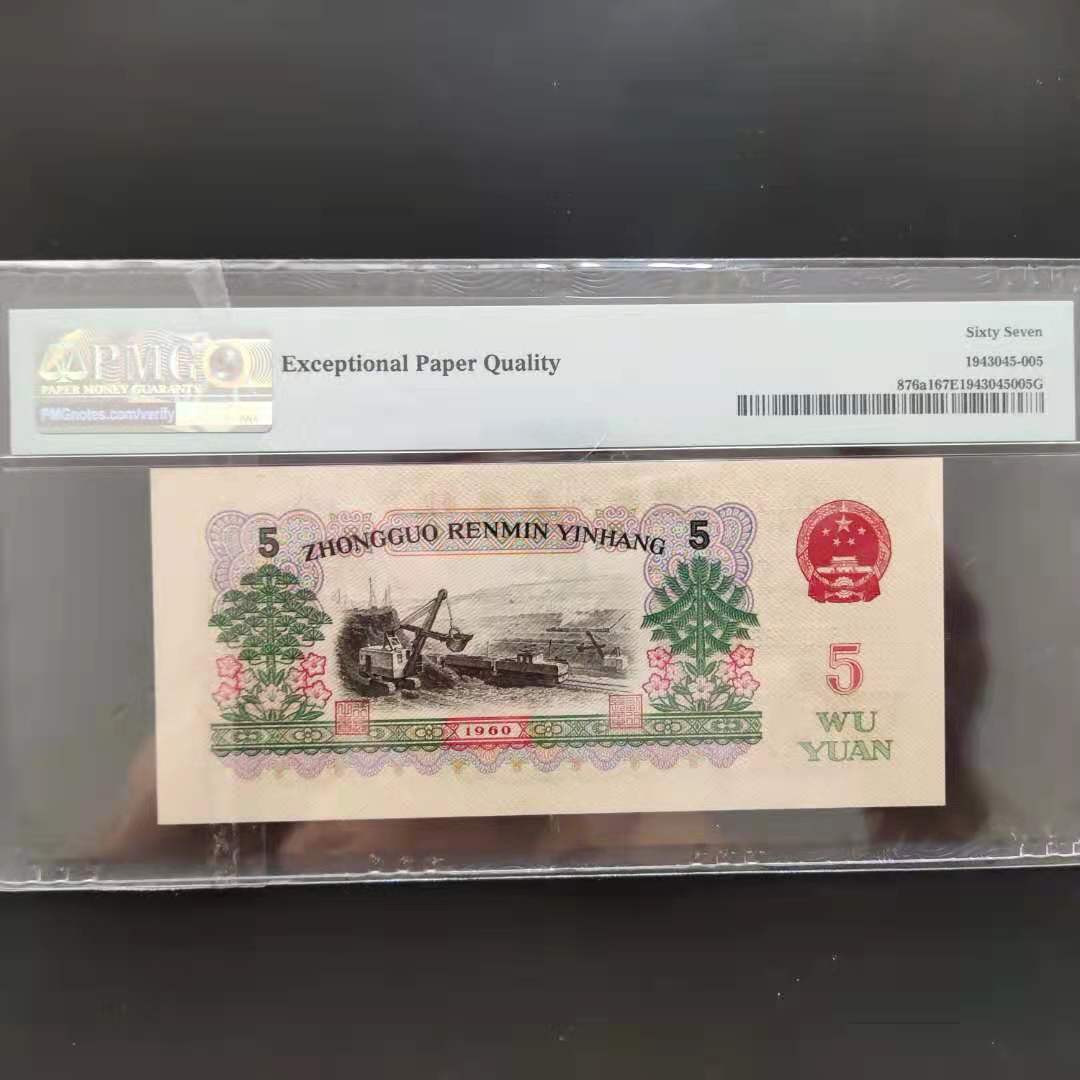 PMG
PAPER MONEY GUARANTY
PMGnotes.com/verify
Exceptional Paper Quality
Sixty Seven
1943045-005
876a167E1943045005G
5
ZHONGGUO RENMIN YINHANG
5
1960
5
WU
YUAN